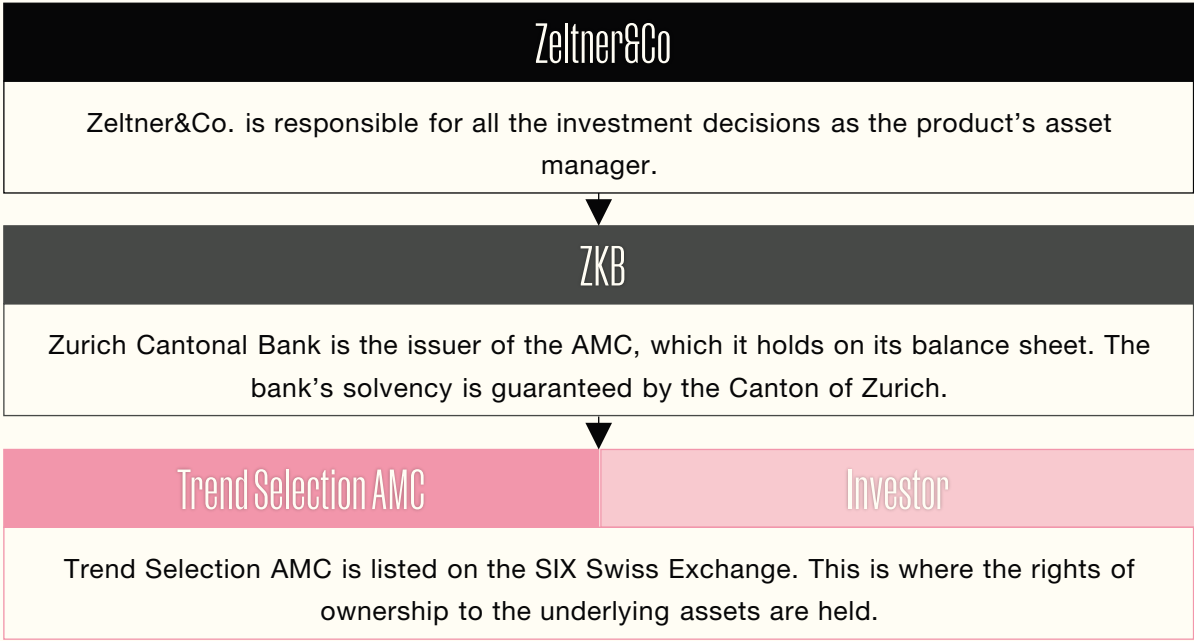 Zeltner&Co
Zeltner&Co. is responsible for all the investment decisions as the product’s asset
manager.
ZKB
Zurich Cantonal Bank is the issuer of the AMC, which it holds on its balance sheet. The
bank’s solvency is guaranteed by the Canton of Zurich.
Trend Selection AMC
Investor
Trend Selection AMC is listed on the SIX Swiss Exchange. This is where the rights of
ownership to the underlying assets are held.